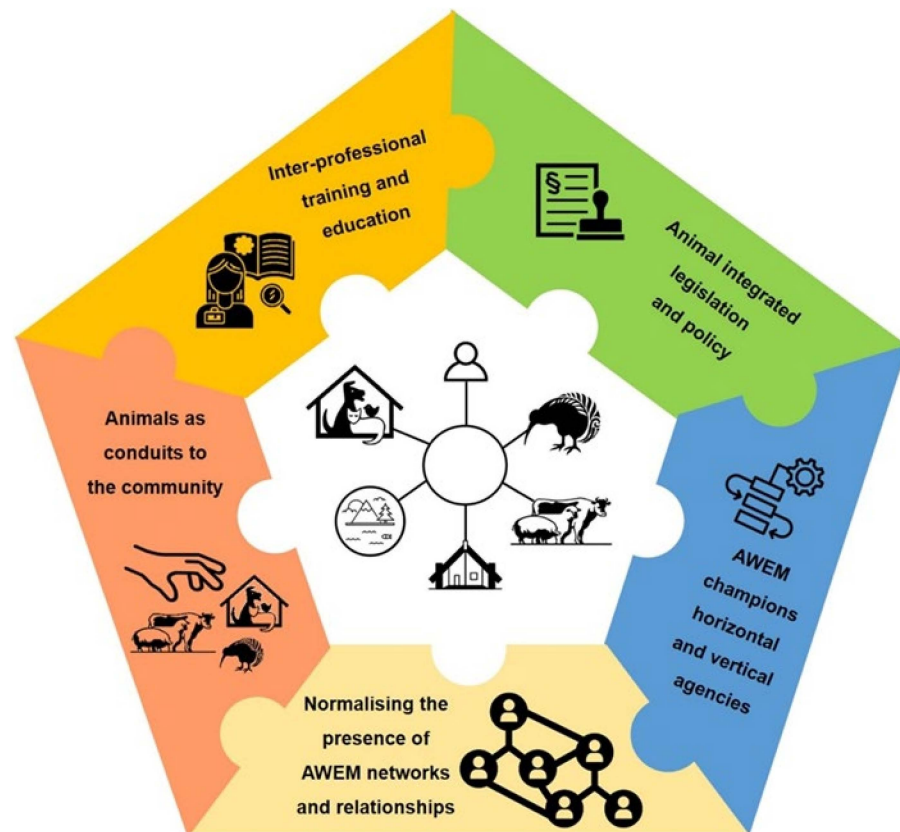 Inter-professional
training and
education
§
Animal integrated
legislation
and policy
AWEM
champions
horizontal
and vertical
agencies
Normalising the
presence of
AWEM networks
and relationships
Animals as
conduits to
the community